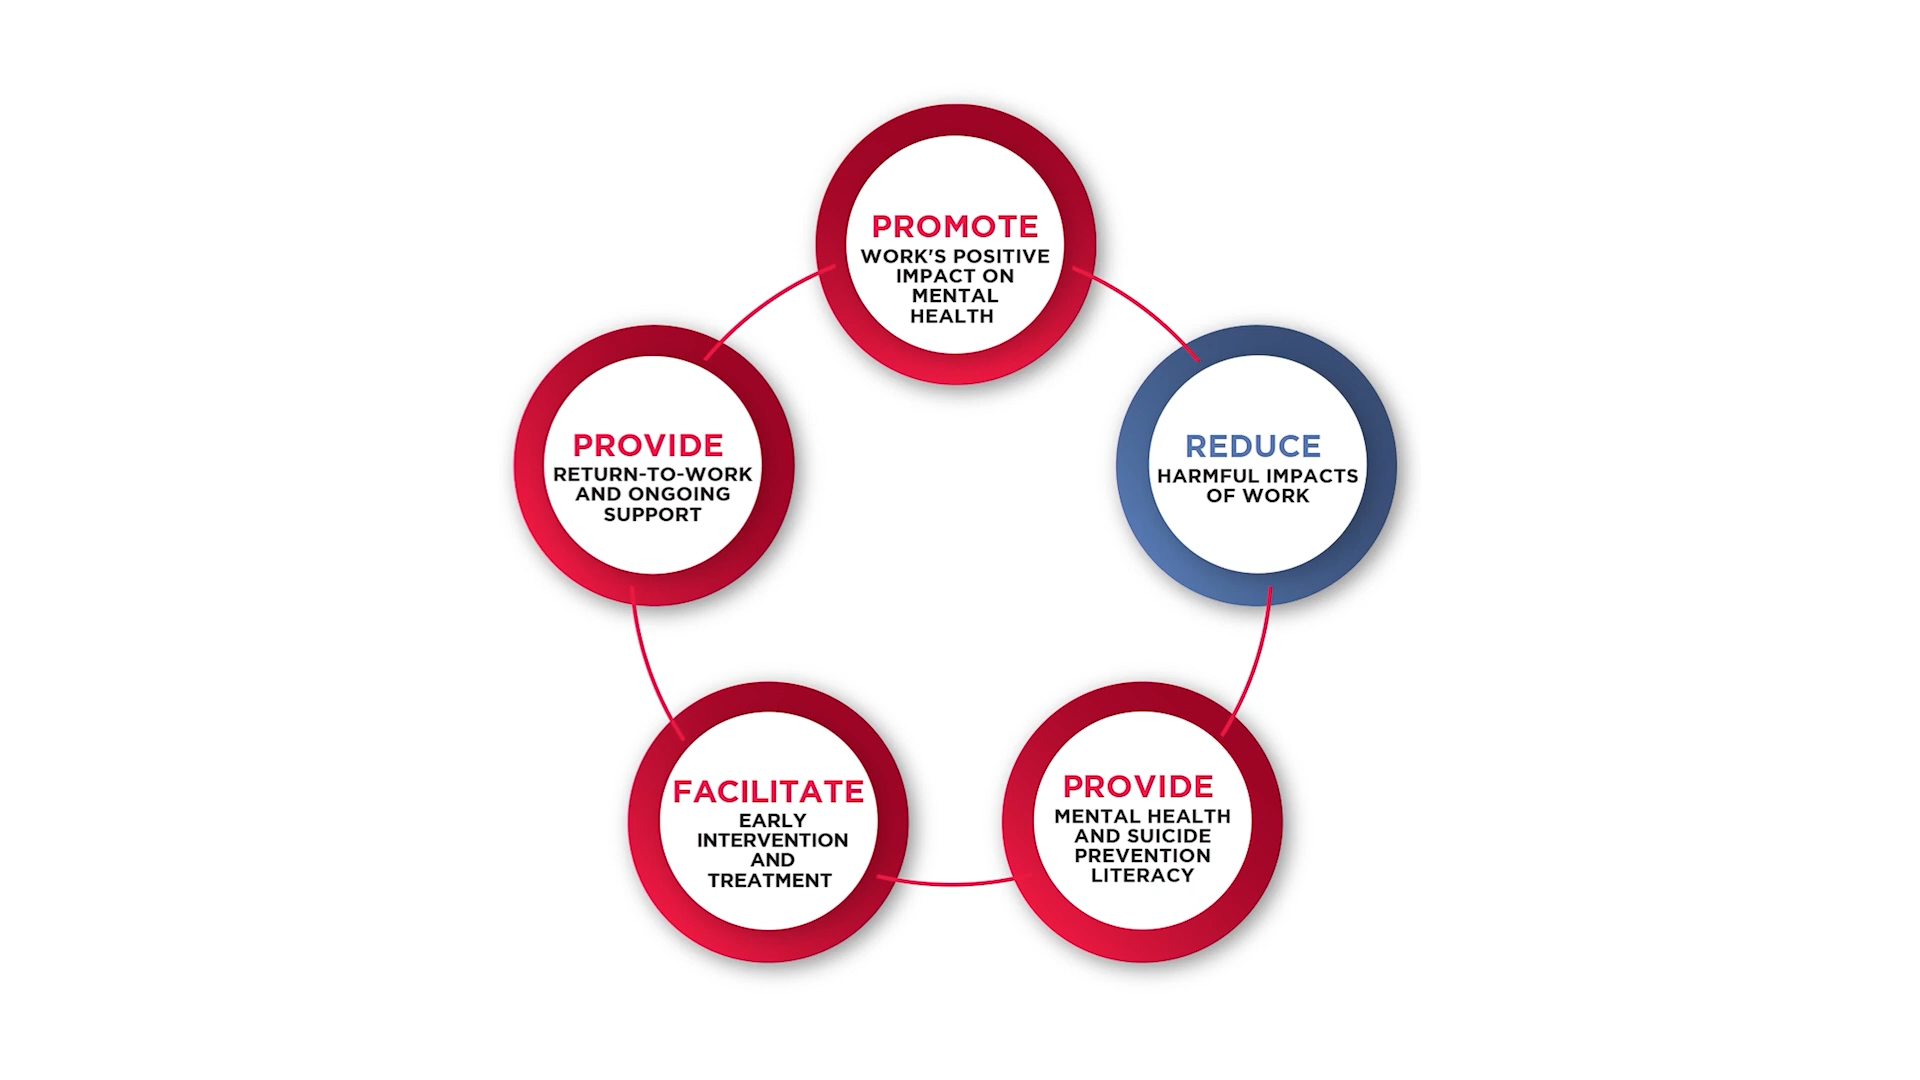 PROMOTE
WORK'S POSITIVE
IMPACT ON
MENTAL
HEALTH
REDUCE
HARMFUL IMPACTS
OF WORK
PROVIDE
MENTAL HEALTH
AND SUICIDE
PREVENTION
LITERACY
FACILITATE
EARLY
INTERVENTION
AND
TREATMENT
PROVIDE
RETURN-TO-WORK
AND ONGOING
SUPPORT